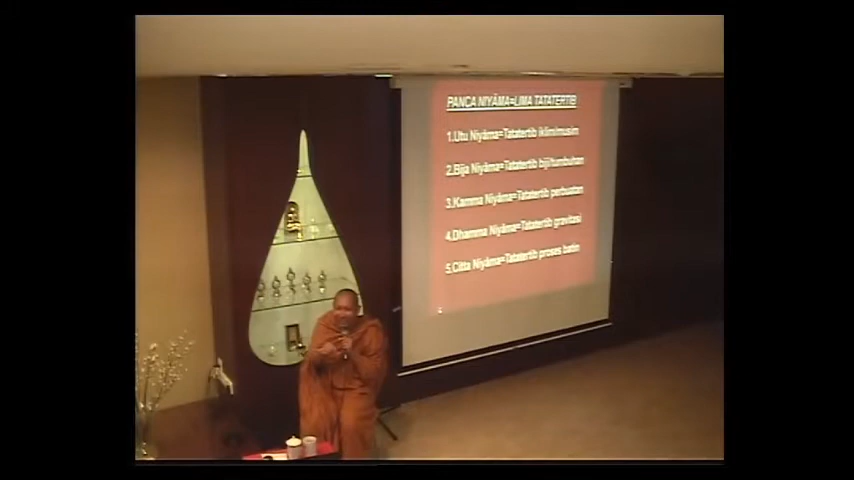 PANCA NIYĀMA=LIMA TATATERTIB
1.Utu Niyāma=Tatatertib iklim/musim
2.Bija Niyāma=Tatatertib biji/tumbuhan
3.Kamma Niyāma=Tatatertib perbuatan
4.Dhamma Niyāma=Tatatertib gravitasi
5.Citta Niyāma=Tatatertib proses batin